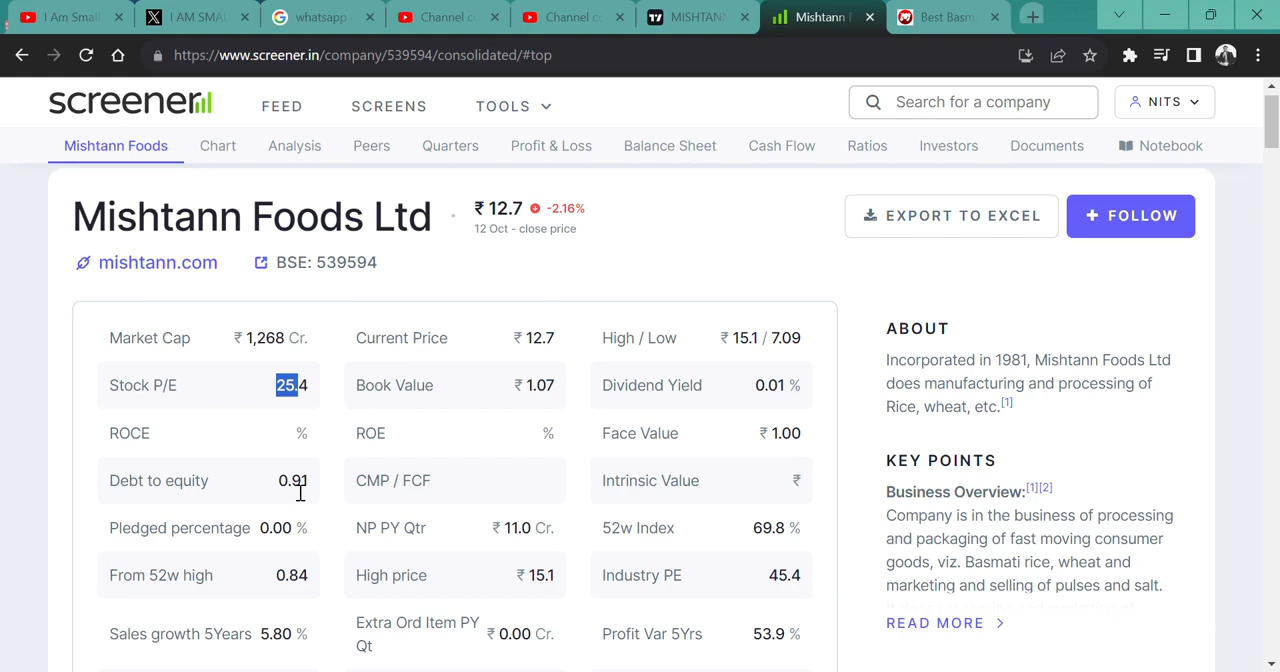 I Am Small
I AM SMAL
whatsapp
Channel co
Channel co
MISHTANN
Mishtann F
Best Basm
https://www.screener.in/company/539594/consolidated/#top
screener
FEED
SCREENS
TOOLS
Search for a company
NITS
Mishtann Foods
Chart
Analysis
Peers
Quarters
Profit & Loss
Balance Sheet
Cash Flow
Ratios
Investors
Documents
Notebook
Mishtann Foods Ltd
₹ 12.7 -2.16%
12 Oct - close price
EXPORT TO EXCEL
+ FOLLOW
mishtann.com
BSE: 539594
Market Cap ₹ 1,268 Cr.
Current Price ₹ 12.7
High / Low ₹ 15.1 / 7.09
Stock P/E 25.4
Book Value ₹ 1.07
Dividend Yield 0.01 %
ROCE %
ROE %
Face Value ₹ 1.00
Debt to equity 0.91
CMP / FCF
Intrinsic Value ₹
Pledged percentage 0.00 %
NP PY Qtr ₹ 11.0 Cr.
52w Index 69.8 %
From 52w high 0.84
High price ₹ 15.1
Industry PE 45.4
Sales growth 5Years 5.80 %
Extra Ord Item PY
Qt ₹ 0.00 Cr.
Profit Var 5Yrs 53.9 %
ABOUT
Incorporated in 1981, Mishtann Foods Ltd
does manufacturing and processing of
Rice, wheat, etc.[1]
KEY POINTS
Business Overview:[1][2]
Company is in the business of processing
and packaging of fast moving consumer
goods, viz. Basmati rice, wheat and
marketing and selling of pulses and salt.
READ MORE >